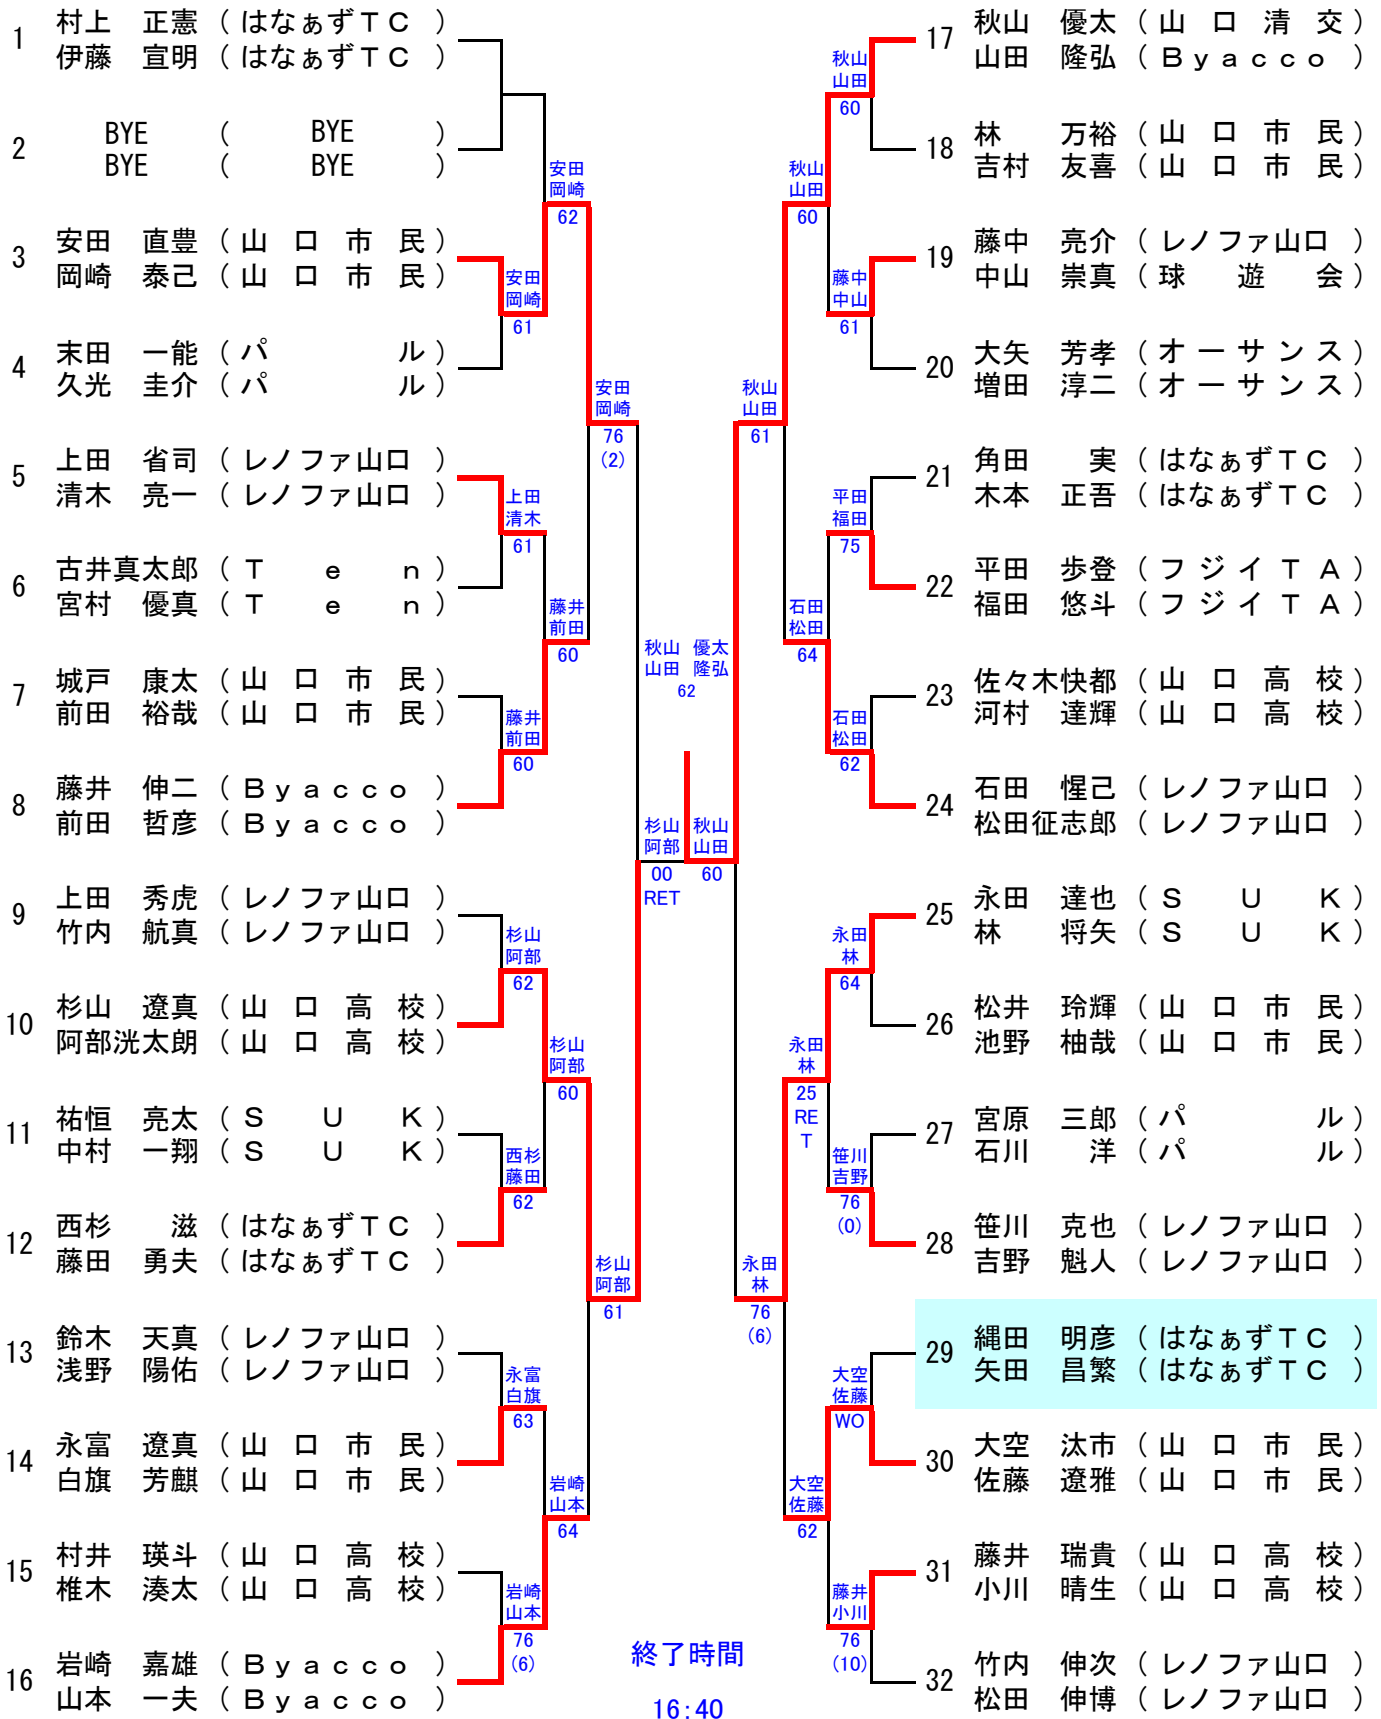 1 村上 正憲 ( はなぁずTC )
伊藤 宣明 ( はなぁずTC )
2 BYE ( BYE )
BYE ( BYE )
3 安田 直豊 ( 山口市民 )
岡崎 泰己 ( 山口市民 )
4 末田 一能 ( パル )
久光 圭介 ( パル )
5 上田 省司 ( レノファ山口 )
清木 亮一 ( レノファ山口 )
6 古井真太郎 ( Ten )
宮村 優真 ( Ten )
7 城戸 康太 ( 山口市民 )
前田 裕哉 ( 山口市民 )
8 藤井 伸二 ( Byacco )
前田 哲彦 ( Byacco )
9 上田 秀虎 ( レノファ山口 )
竹内 航真 ( レノファ山口 )
10 杉山 遼真 ( 山口高校 )
阿部洸太朗 ( 山口高校 )
11 祐恒 亮太 ( SUK )
中村 一翔 ( SUK )
12 西杉 滋 ( はなぁずTC )
藤田 勇夫 ( はなぁずTC )
13 鈴木 天真 ( レノファ山口 )
浅野 陽佑 ( レノファ山口 )
14 永富 遼真 ( 山口市民 )
白旗 芳麒 ( 山口市民 )
15 村井 瑛斗 ( 山口高校 )
椎木 湊太 ( 山口高校 )
16 岩崎 嘉雄 ( Byacco )
山本 一夫 ( Byacco )
安田
岡崎
61
上田
清木
61
藤井
前田
60
杉山
阿部
62
西杉
藤田
62
永富
白旗
63
岩崎
山本
76
(6)
安田
岡崎
62
藤井
前田
60
杉山
阿部
60
岩崎
山本
64
安田
岡崎
76
(2)
杉山
阿部
61
杉山
阿部
00
RET
秋山 優太
山田 隆弘
62
秋山
山田
60
秋山
山田
61
永田
林
76
(6)
秋山
山田
60
石田
松田
64
永田
林
25
RE
T
大空
佐藤
62
秋山
山田
60
藤中
中山
61
平田
福田
75
石田
松田
62
永田
林
64
笹川
吉野
76
(0)
大空
佐藤
WO
藤井
小川
76
(10)
17 秋山 優太 ( 山口清交 )
山田 隆弘 ( Byacco )
18 林 万裕 ( 山口市民 )
吉村 友喜 ( 山口市民 )
19 藤中 亮介 ( レノファ山口 )
中山 崇真 ( 球遊会 )
20 大矢 芳孝 ( オーサンス )
増田 淳二 ( オーサンス )
21 角田 実 ( はなぁずTC )
木本 正吾 ( はなぁずTC )
22 平田 歩登 ( フジイTA )
福田 悠斗 ( フジイTA )
23 佐々木快都 ( 山口高校 )
河村 達輝 ( 山口高校 )
24 石田 惺己 ( レノファ山口 )
松田征志郎 ( レノファ山口 )
25 永田 達也 ( SUK )
林 将矢 ( SUK )
26 松井 玲輝 ( 山口市民 )
池野 柚哉 ( 山口市民 )
27 宮原 三郎 ( パル )
石川 洋 ( パル )
28 笹川 克也 ( レノファ山口 )
吉野 魁人 ( レノファ山口 )
29 縄田 明彦 ( はなぁずTC )
矢田 昌繁 ( はなぁずTC )
30 大空 汰市 ( 山口市民 )
佐藤 遼雅 ( 山口市民 )
31 藤井 瑞貴 ( 山口高校 )
小川 晴生 ( 山口高校 )
32 竹内 伸次 ( レノファ山口 )
松田 伸博 ( レノファ山口 )
終了時間
16:40